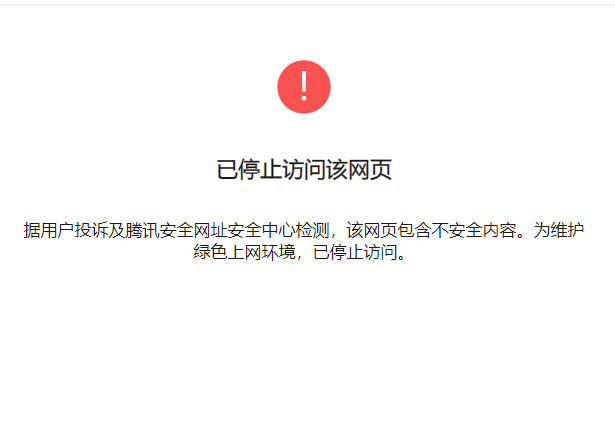 已停止访问该网页
据用户投诉及腾讯安全网址安全中心检测，该网页包含不安全内容。为维护
绿色上网环境，已停止访问。